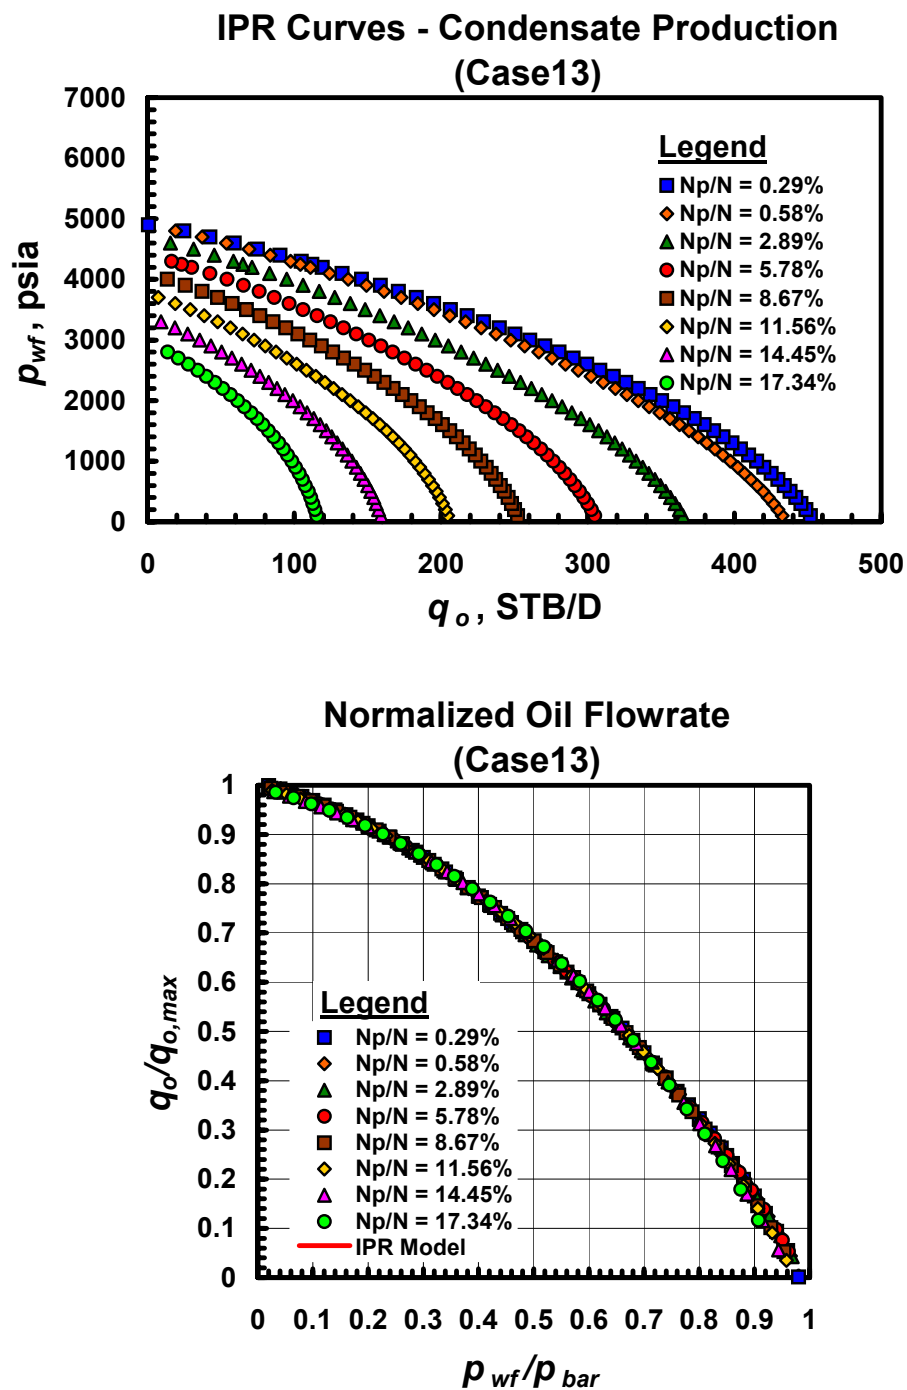 IPR Curves - Condensate Production
(Case13)
7000
6000
5000
4000
3000
2000
1000
0
p wf , psia
Legend
Np/N = 0.29%
Np/N = 0.58%
Np/N = 2.89%
Np/N = 5.78%
Np/N = 8.67%
Np/N = 11.56%
Np/N = 14.45%
Np/N = 17.34%
0 100 200 300 400 500
q o , STB/D
Normalized Oil Flowrate
(Case13)
1
0.9
0.8
0.7
0.6
0.5
0.4
0.3
0.2
0.1
0
q o /q o,max
Legend
Np/N = 0.29%
Np/N = 0.58%
Np/N = 2.89%
Np/N = 5.78%
Np/N = 8.67%
Np/N = 11.56%
Np/N = 14.45%
Np/N = 17.34%
IPR Model
0 0.1 0.2 0.3 0.4 0.5 0.6 0.7 0.8 0.9 1
p wf /p bar